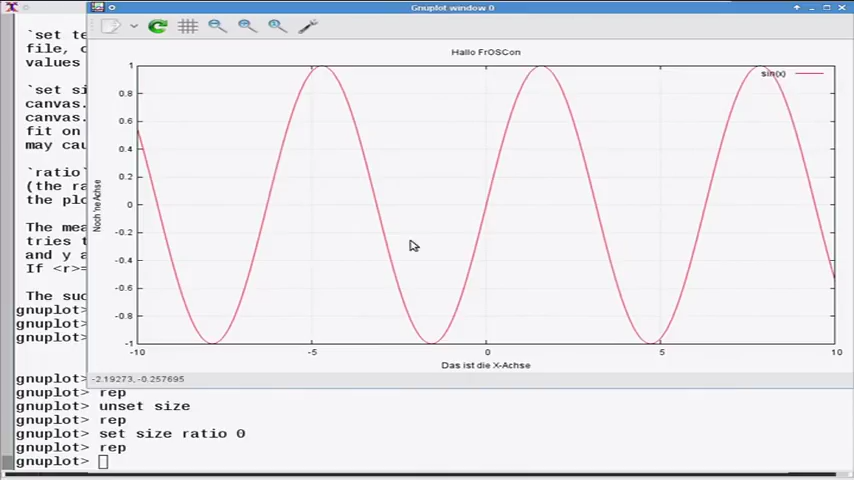 Gnuplot window 0
`set te
file, c
values
`set si
canvas.
canvas.
fit on
may cau
`ratio`
(the ra
the plo
The mea
tries t
and y a
If <r>=
The suc
gnuplot>
gnuplot>
gnuplot>
gnuplot>
Hallo FrOSCon
sin(x)
1
0.8
0.6
0.4
0.2
0
-0.2
-0.4
-0.6
-0.8
-1
Noch 'ne Achse
-10 -5 0 5 10
Das ist die X-Achse
-2.19273, -0.257695
gnuplot> rep
gnuplot> unset size
gnuplot> rep
gnuplot> set size ratio 0
gnuplot> rep
gnuplot>